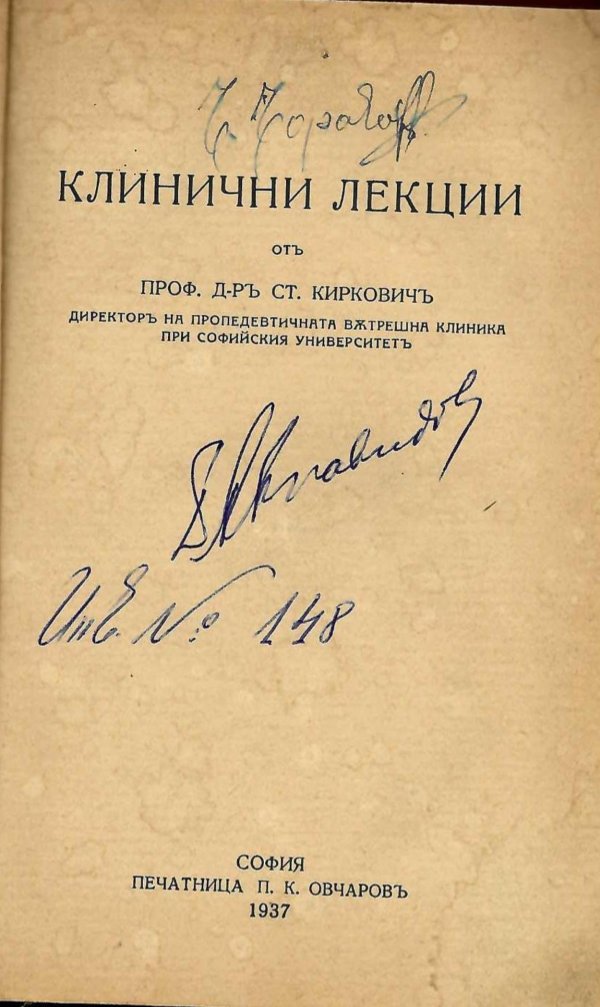 КЛИНИЧНИ ЛЕКЦИИ
отъ
ПРОФ. Д-РЪ СТ. КИРКОВИЧЪ
ДИРЕКТОРЪ НА ПРОПЕДЕВТИЧНАТА ВѪТРЕШНА КЛИНИКА
ПРИ СОФИЙСКИЯ УНИВЕРСИТЕТЪ
Инв. № 148
СОФИЯ
ПЕЧАТНИЦА П. К. ОВЧАРОВЪ
1937